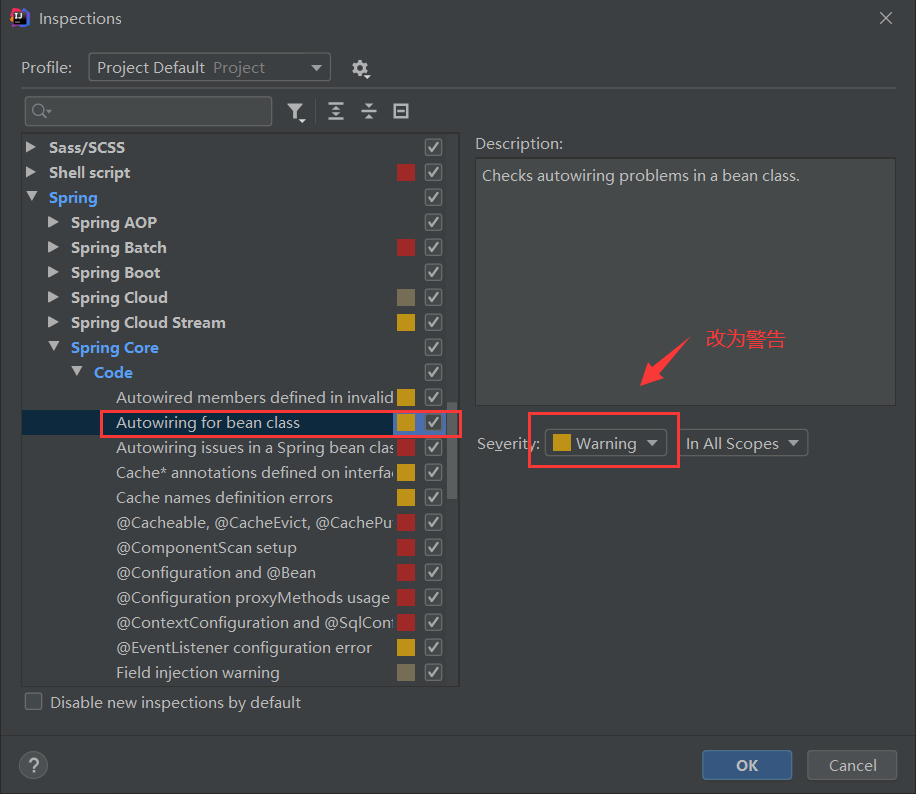 Inspections
Profile:
Project Default Project
Sass/SCSS
Shell script
Spring
Spring AOP
Spring Batch
Spring Boot
Spring Cloud
Spring Cloud Stream
Spring Core
Code
Autowired members defined in invalid
Autowiring for bean class
Autowiring issues in a Spring bean clas
Cache* annotations defined on interfa
Cache names definition errors
@Cacheable, @CacheEvict, @CachePu
@ComponentScan setup
@Configuration and @Bean
@Configuration proxyMethods usage
@ContextConfiguration and @SqlConf
@EventListener configuration error
Field injection warning
Disable new inspections by default
Description:
Checks autowiring problems in a bean class.
改为警告
Severity: Warning In All Scopes
?
OK
Cancel